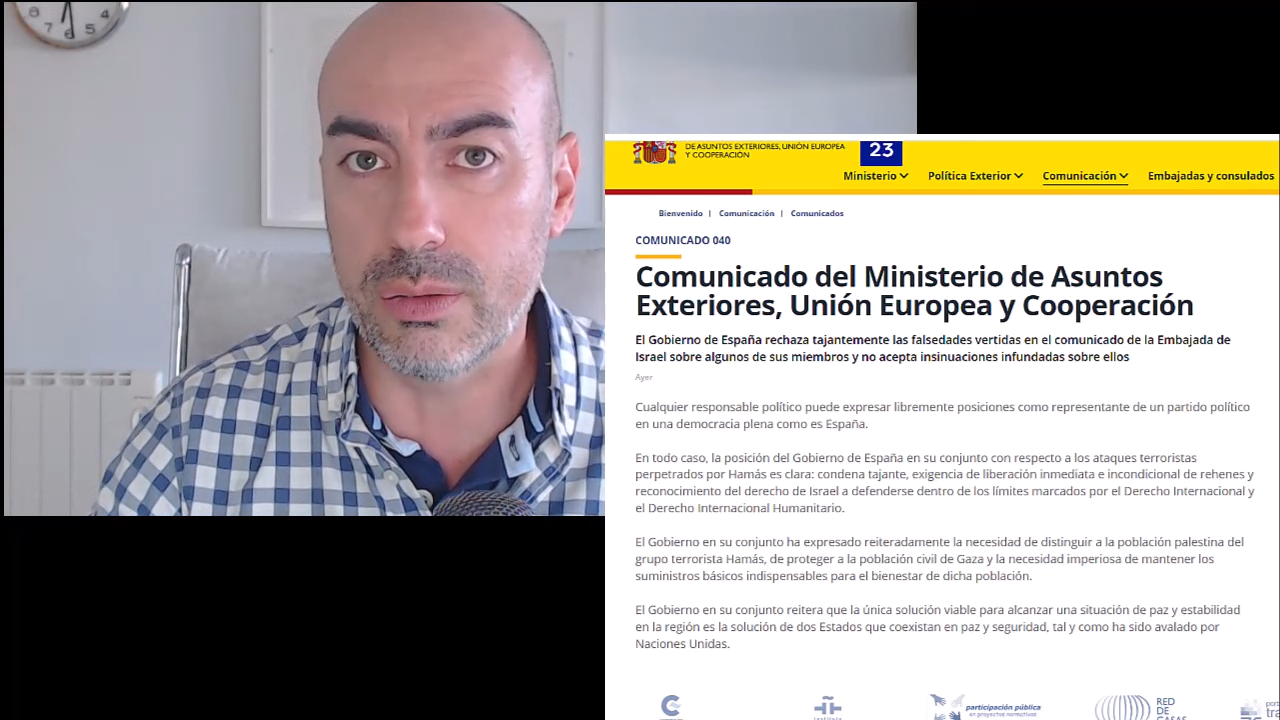 8 4
7 6 5
DE ASUNTOS EXTERIORES, UNIÓN EUROPEA
Y COOPERACIÓN
23
Ministerio Política Exterior Comunicación Embajadas y consulados
Bienvenido | Comunicación | Comunicados
COMUNICADO 040
Comunicado del Ministerio de Asuntos
Exteriores, Unión Europea y Cooperación
El Gobierno de España rechaza tajantemente las falsedades vertidas en el comunicado de la Embajada de
Israel sobre algunos de sus miembros y no acepta insinuaciones infundadas sobre ellos
Ayer
Cualquier responsable político puede expresar libremente posiciones como representante de un partido político
en una democracia plena como es España.
En todo caso, la posición del Gobierno de España en su conjunto con respecto a los ataques terroristas
perpetrados por Hamás es clara: condena tajante, exigencia de liberación inmediata e incondicional de rehenes y
reconocimiento del derecho de Israel a defenderse dentro de los límites marcados por el Derecho Internacional y
el Derecho Internacional Humanitario.
El Gobierno en su conjunto ha expresado reiteradamente la necesidad de distinguir a la población palestina del
grupo terrorista Hamás, de proteger a la población civil de Gaza y la necesidad imperiosa de mantener los
suministros básicos indispensables para el bienestar de dicha población.
El Gobierno en su conjunto reitera que la única solución viable para alcanzar una situación de paz y estabilidad
en la región es la solución de dos Estados que coexistan en paz y seguridad, tal y como ha sido avalado por
Naciones Unidas.
participación pública
en proyectos normativos
RED
DE